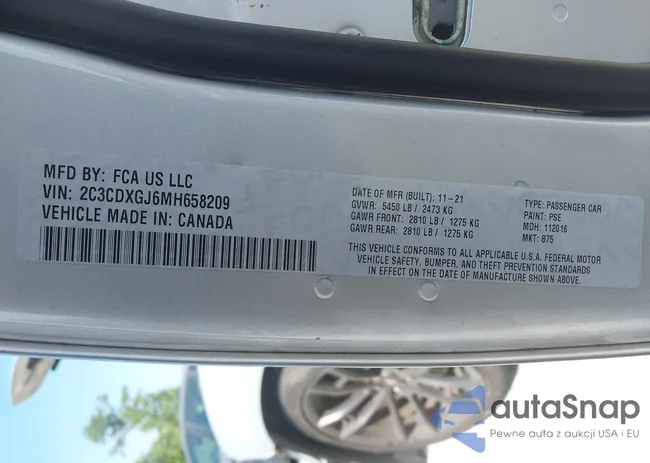 MFD BY: FCA US LLC
VIN: 2C3CDXGJ6MH658209
VEHICLE MADE IN: CANADA
DATE OF MFR (BUILT): 11-21
GVWR: 5450 LB / 2473 KG
GAWR FRONT: 2810 LB / 1275 KG
GAWR REAR: 2810 LB / 1275 KG
TYPE: PASSENGER CAR
PAINT: PSE
MDH: 112016
MKT: 875
THIS VEHICLE CONFORMS TO ALL APPLICABLE U.S.A. FEDERAL MOTOR
VEHICLE SAFETY, BUMPER, AND THEFT PREVENTION STANDARDS
IN EFFECT ON THE DATE OF MANUFACTURE SHOWN ABOVE.
autaSnap
Pewne auta z aukcji USA i EU